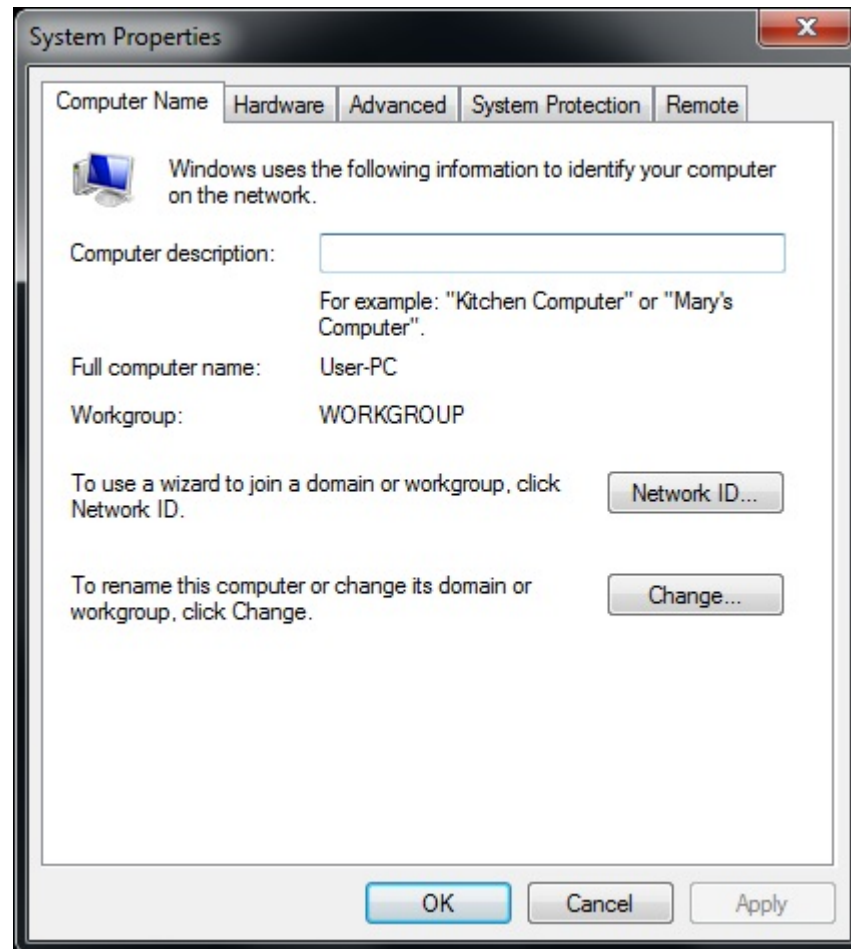 System Properties
Computer Name Hardware Advanced System Protection Remote
Windows uses the following information to identify your computer
on the network.
Computer description:
For example: "Kitchen Computer" or "Mary's
Computer".
Full computer name: User-PC
Workgroup: WORKGROUP
To use a wizard to join a domain or workgroup, click
Network ID.
Network ID...
To rename this computer or change its domain or
workgroup, click Change.
Change...
OK Cancel Apply